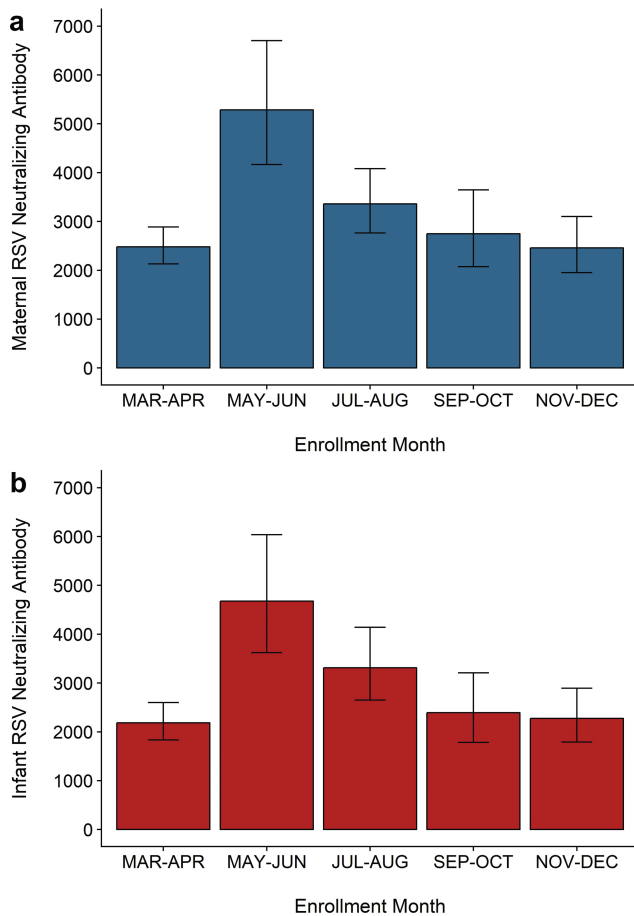 a
Maternal RSV Neutralizing Antibody
7000
6000
5000
4000
3000
2000
1000
0
MAR-APR MAY-JUN JUL-AUG SEP-OCT NOV-DEC
Enrollment Month
b
Infant RSV Neutralizing Antibody
7000
6000
5000
4000
3000
2000
1000
0
MAR-APR MAY-JUN JUL-AUG SEP-OCT NOV-DEC
Enrollment Month